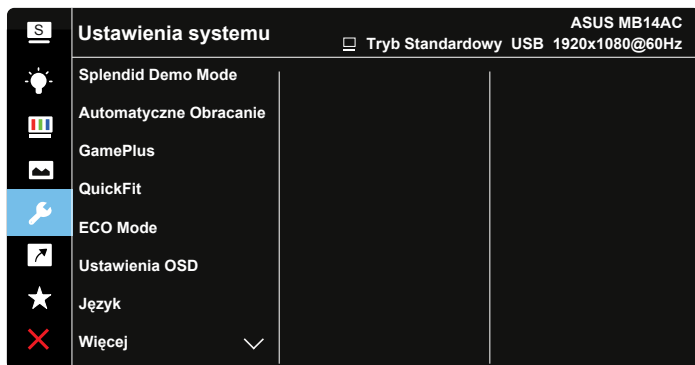 S
Ustawienia systemu
ASUS MB14AC
Tryb Standardowy USB 1920x1080@60Hz
Splendid Demo Mode
Automatyczne Obracanie
GamePlus
QuickFit
ECO Mode
Ustawienia OSD
Język
Więcej